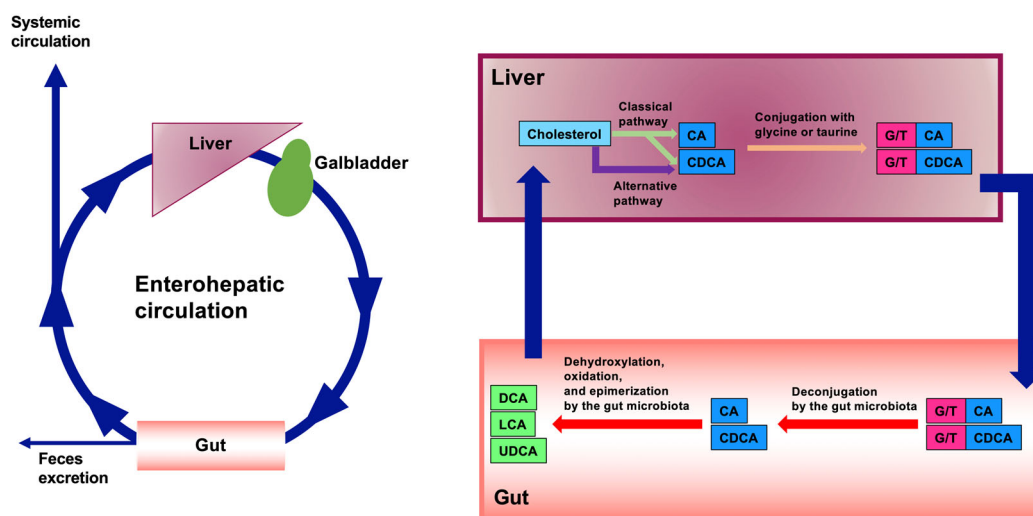 Systemic
circulation
Liver
Galbladder
Enterohepatic
circulation
Gut
Feces
excretion
Liver
Classical
pathway
Cholesterol
CA
CDCA
Alternative
pathway
Conjugation with
glycine or taurine
G/T CA
G/T CDCA
Dehydroxylation,
oxidation,
and epimerization
by the gut microbiota
DCA
LCA
UDCA
CA
CDCA
Deconjugation
by the gut microbiota
G/T CA
G/T CDCA
Gut